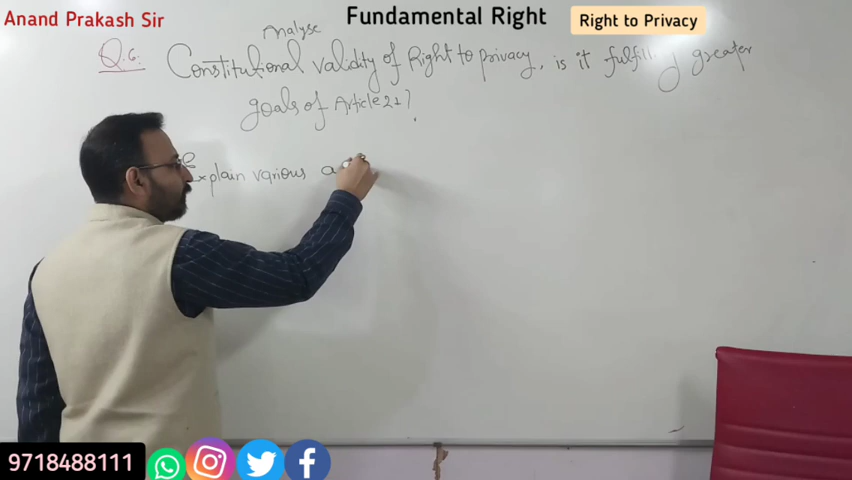 Anand Prakash Sir
Fundamental Right
Right to Privacy
Analyse
Q.6. Constitutional validity of Right to privacy, is it fulfilling greater
goals of Article 21?
Explain various a
9718488111